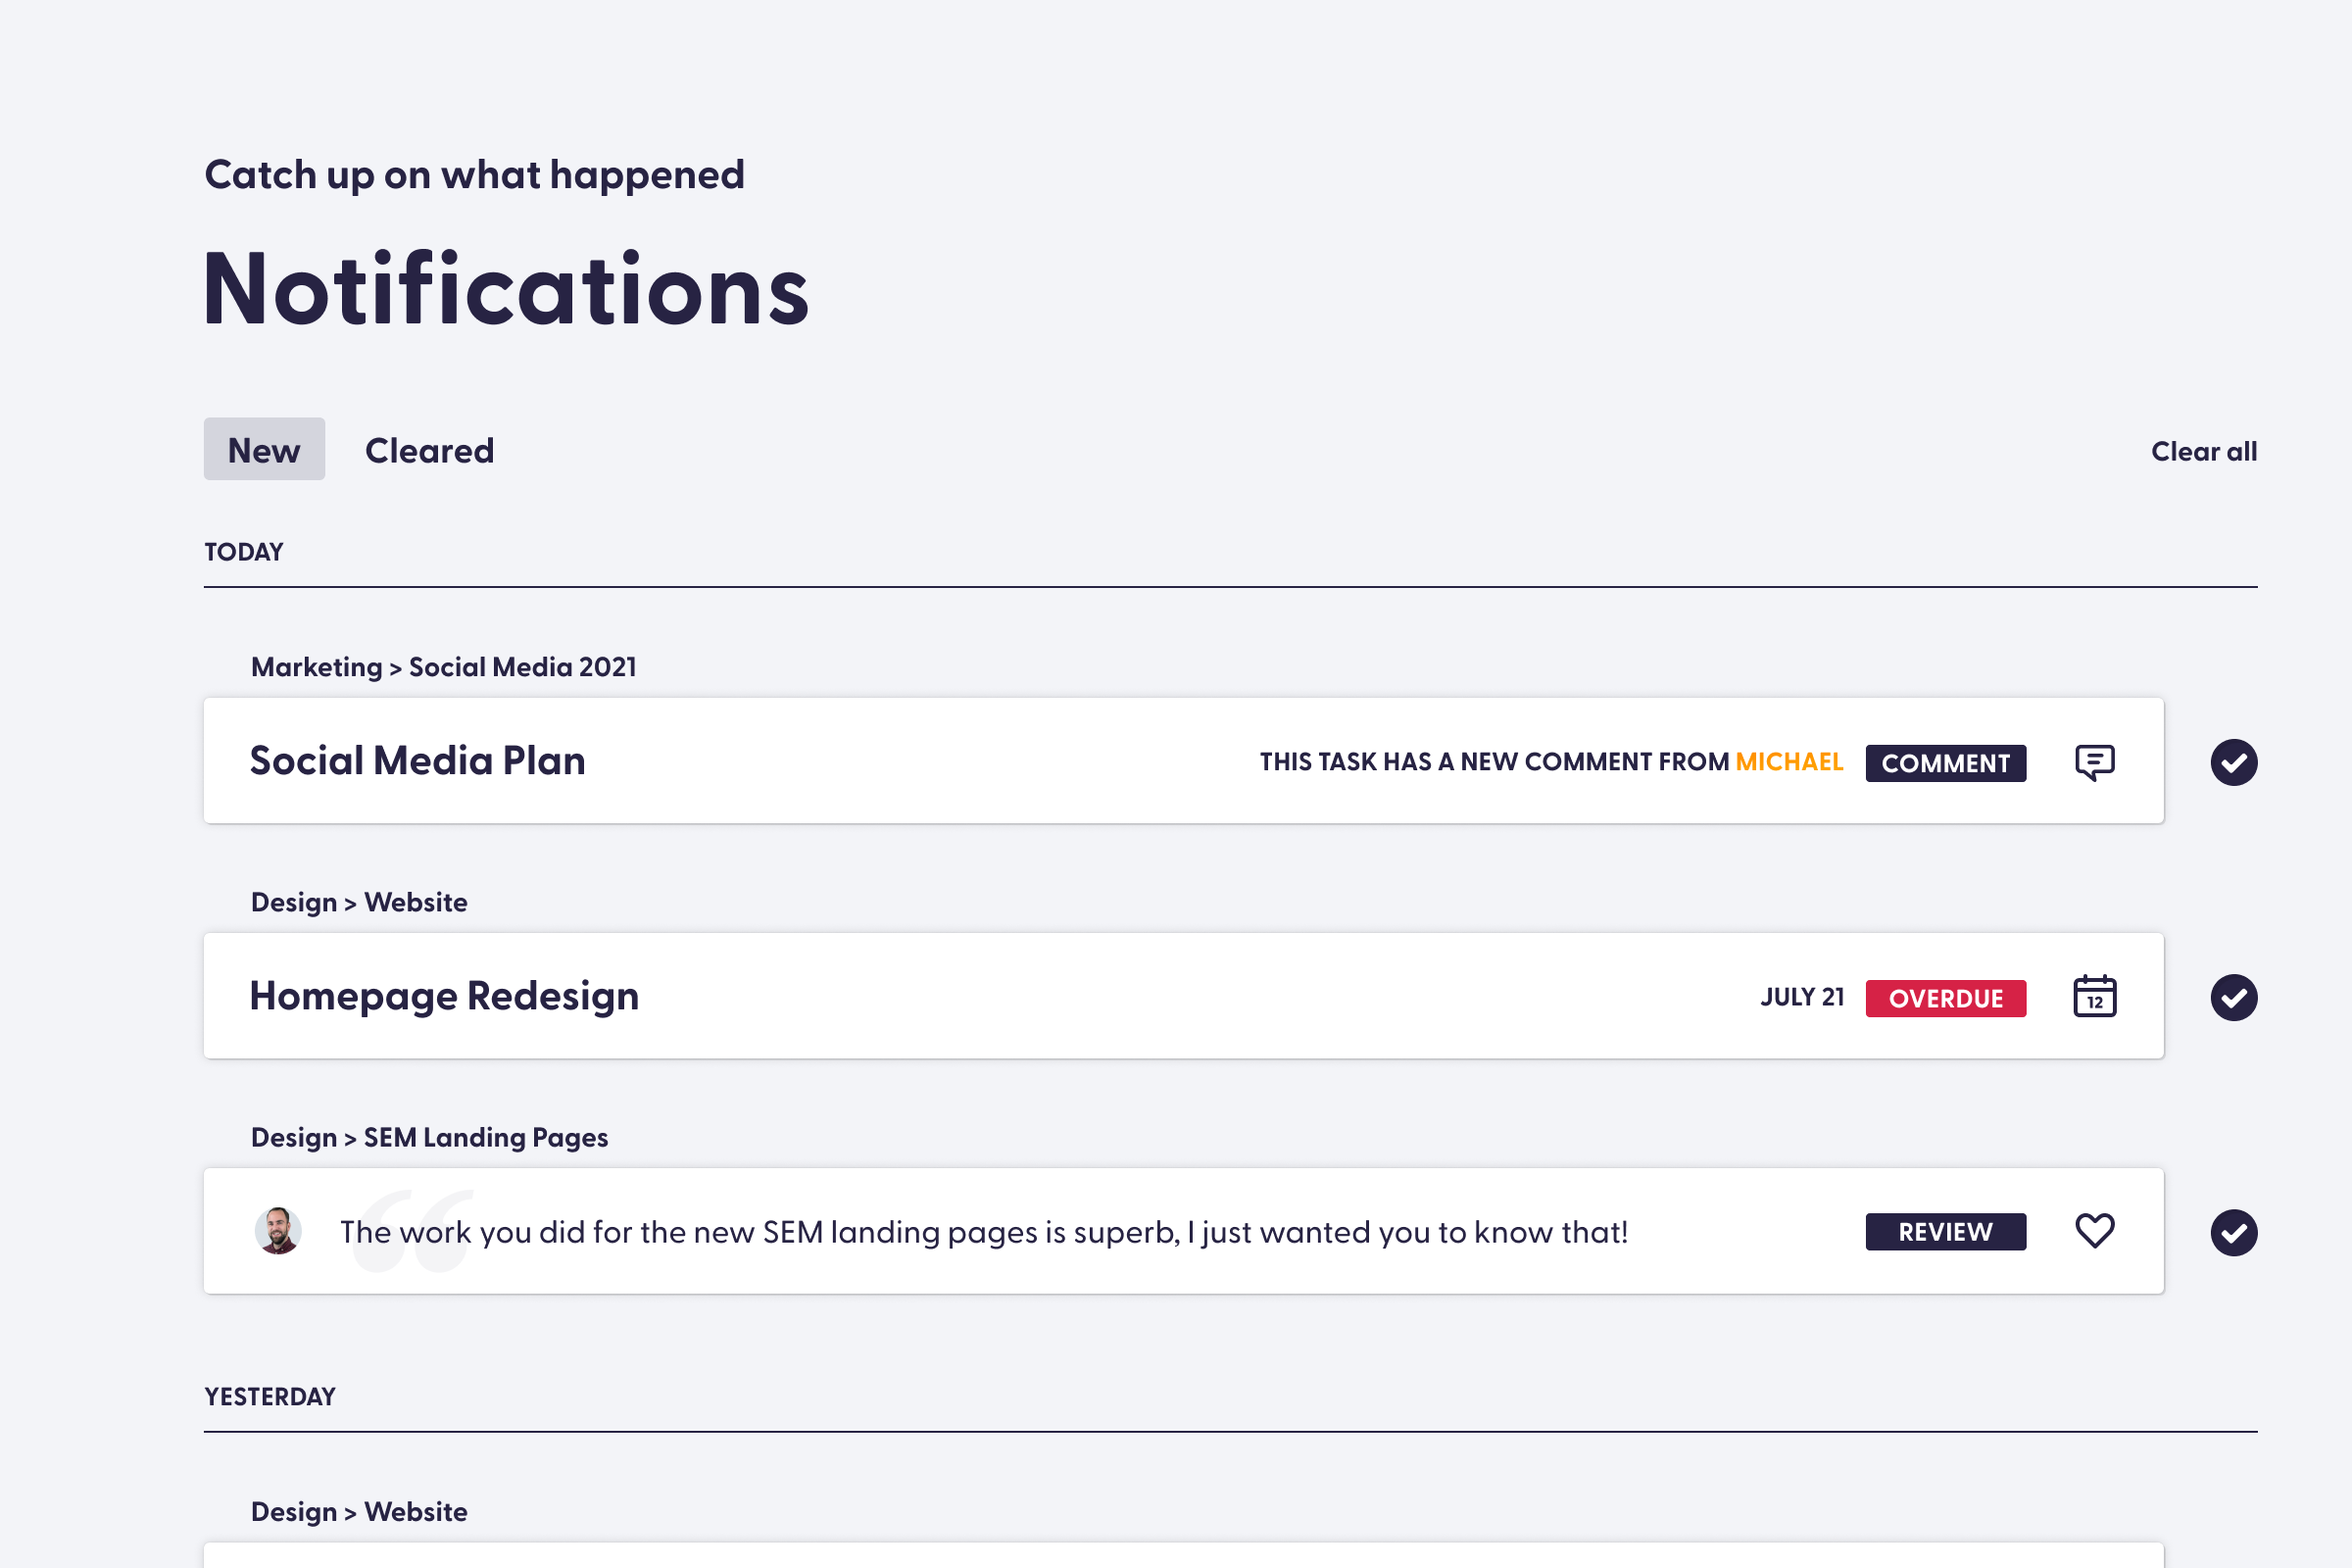 Catch up on what happened
Notifications
New Cleared Clear all
TODAY
Marketing > Social Media 2021
Social Media Plan THIS TASK HAS A NEW COMMENT FROM MICHAEL COMMENT
Design > Website
Homepage Redesign JULY 21 OVERDUE 12
Design > SEM Landing Pages
“The work you did for the new SEM landing pages is superb, I just wanted you to know that! REVIEW
YESTERDAY
Design > Website